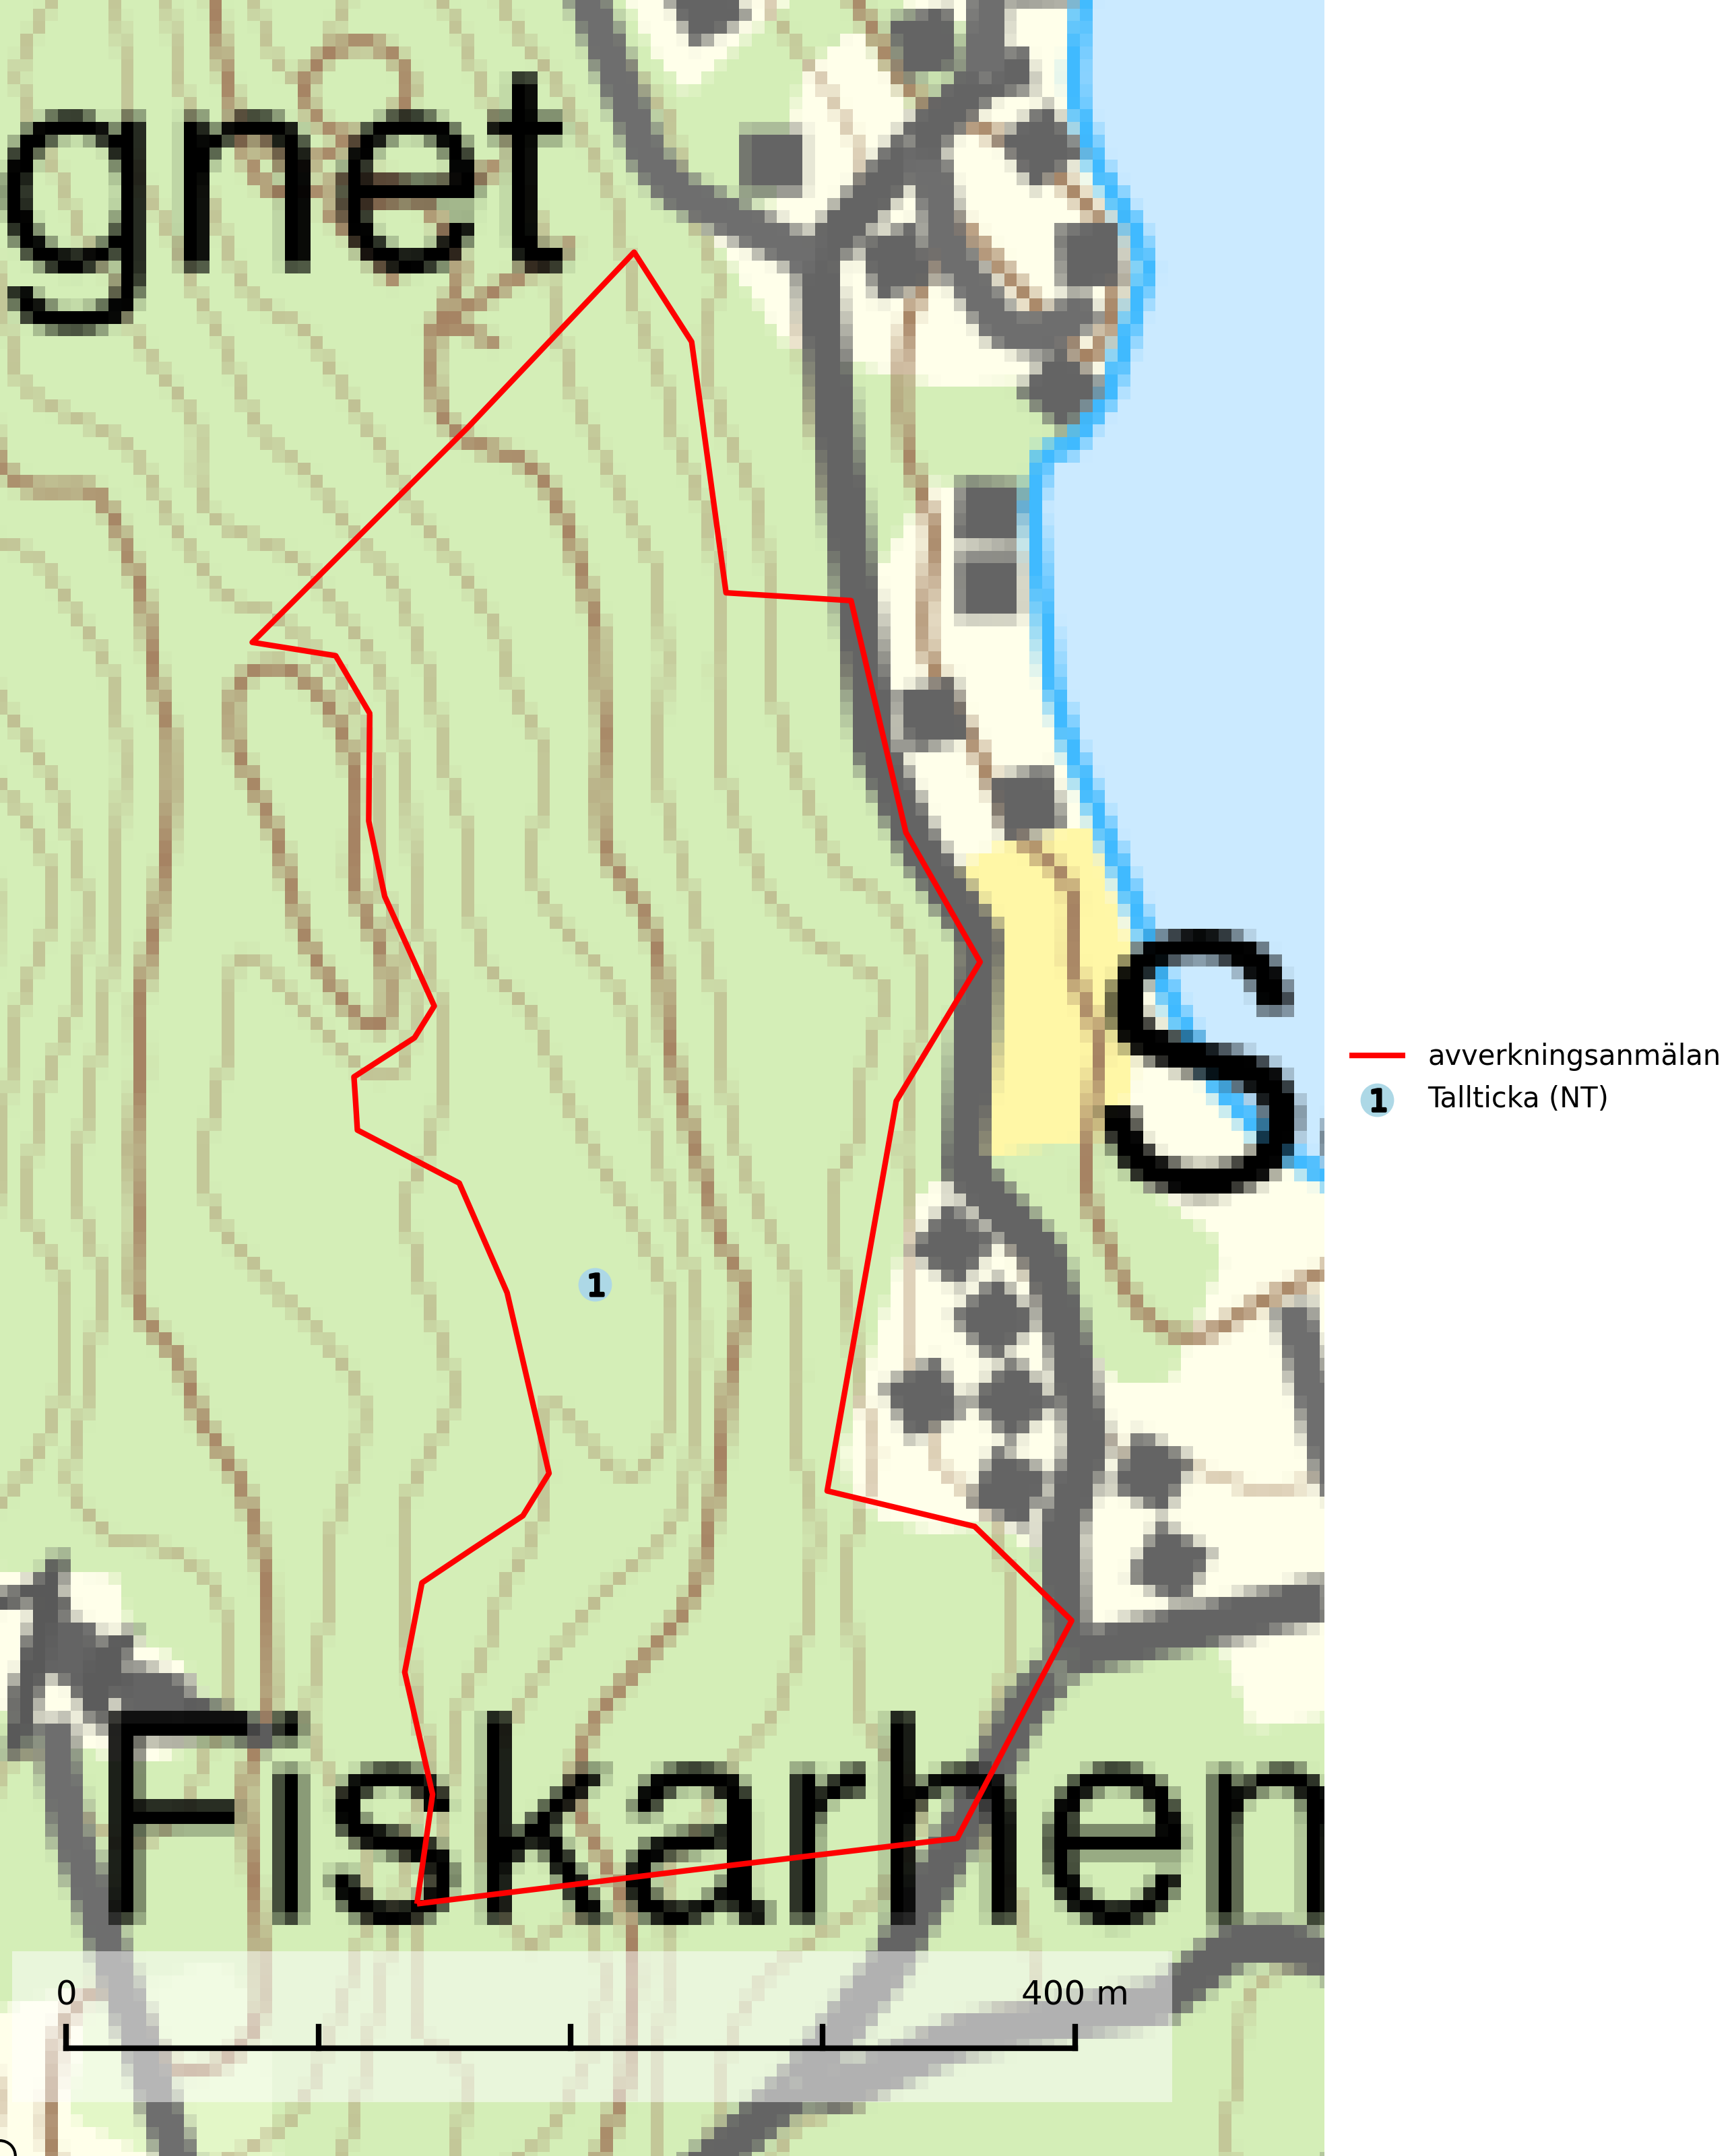 gnet
S
avverkningsanmälan
1 Tallticka (NT)
1
Fiskarhen
0 400 m